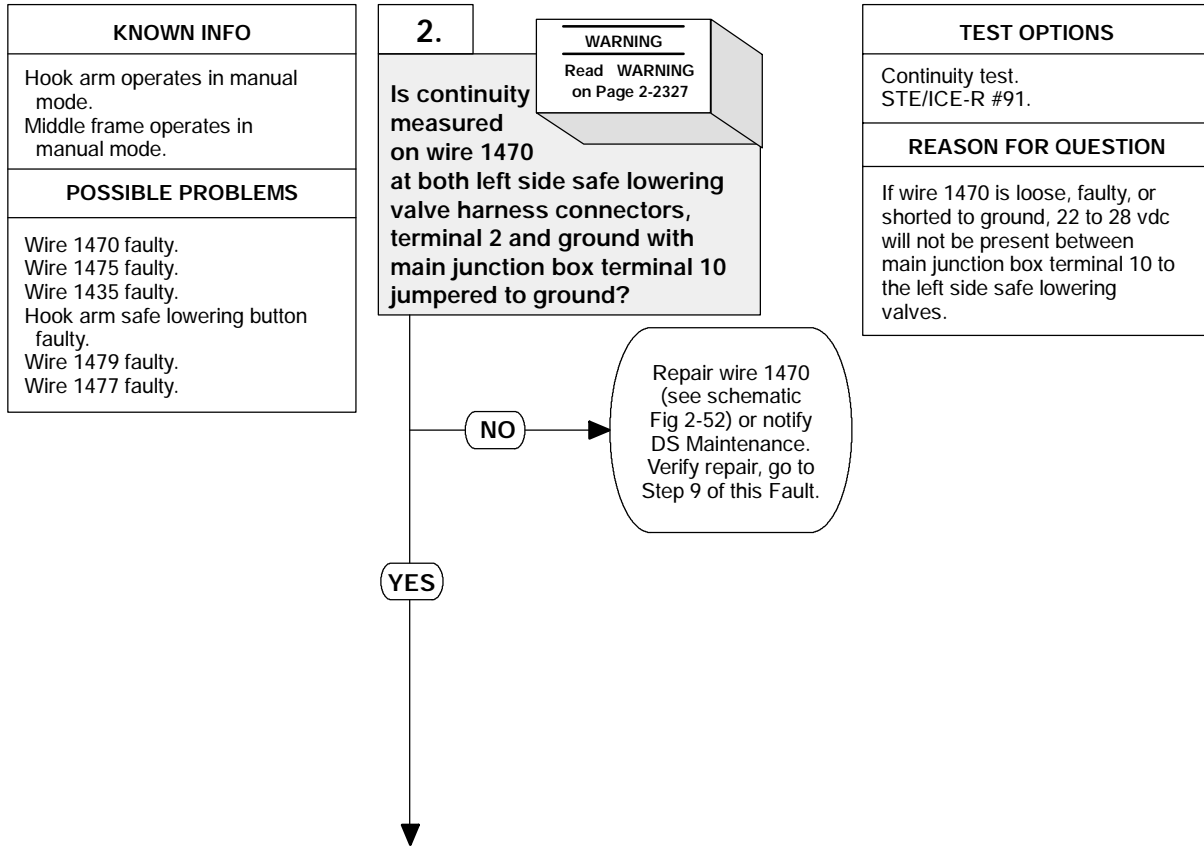 KNOWN INFO
Hook arm operates in manual
mode.
Middle frame operates in
manual mode.
POSSIBLE PROBLEMS
Wire 1470 faulty.
Wire 1475 faulty.
Wire 1435 faulty.
Hook arm safe lowering button
faulty.
Wire 1479 faulty.
Wire 1477 faulty.
2.
WARNING
Read WARNING
on Page 2-2327
Is continuity
measured
on wire 1470
at both left side safe lowering
valve harness connectors,
terminal 2 and ground with
main junction box terminal 10
jumpered to ground?
TEST OPTIONS
Continuity test.
STE/ICE-R #91.
REASON FOR QUESTION
If wire 1470 is loose, faulty, or
shorted to ground, 22 to 28 vdc
will not be present between
main junction box terminal 10 to
the left side safe lowering
valves.
NO
Repair wire 1470
(see schematic
Fig 2-52) or notify
DS Maintenance.
Verify repair, go to
Step 9 of this Fault.
YES